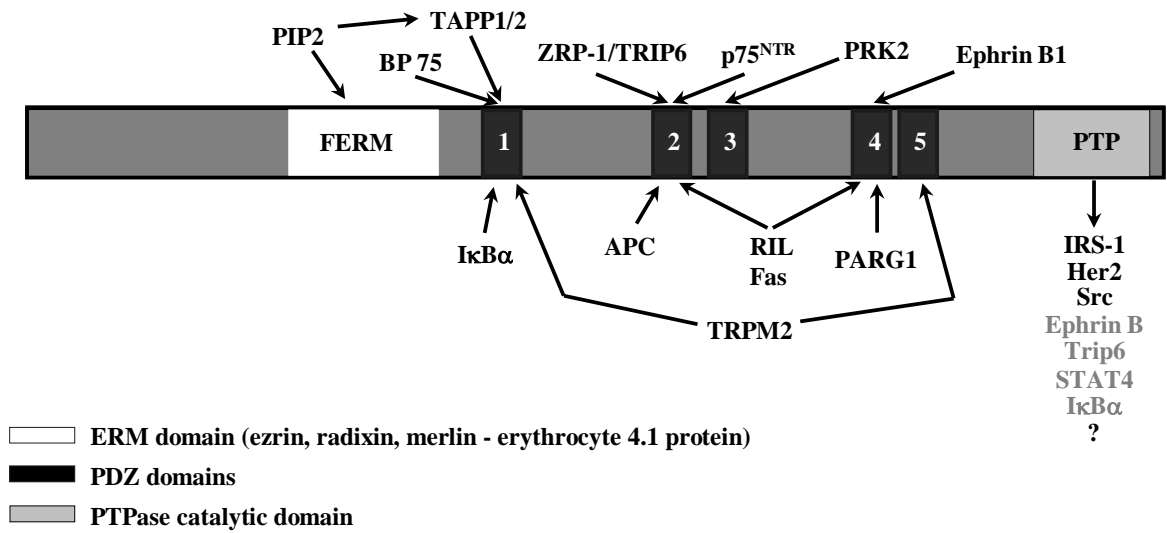 TAPP1/2
PIP2
BP 75
ZRP-1/TRIP6
p75NTR
PRK2
Ephrin B1
FERM
1
2
3
4
5
PTP
IκBα
APC
RIL
Fas
PARG1
TRPM2
IRS-1
Her2
Src
Ephrin B
Trip6
STAT4
IκBα
?
ERM domain (ezrin, radixin, merlin - erythrocyte 4.1 protein)
PDZ domains
PTPase catalytic domain